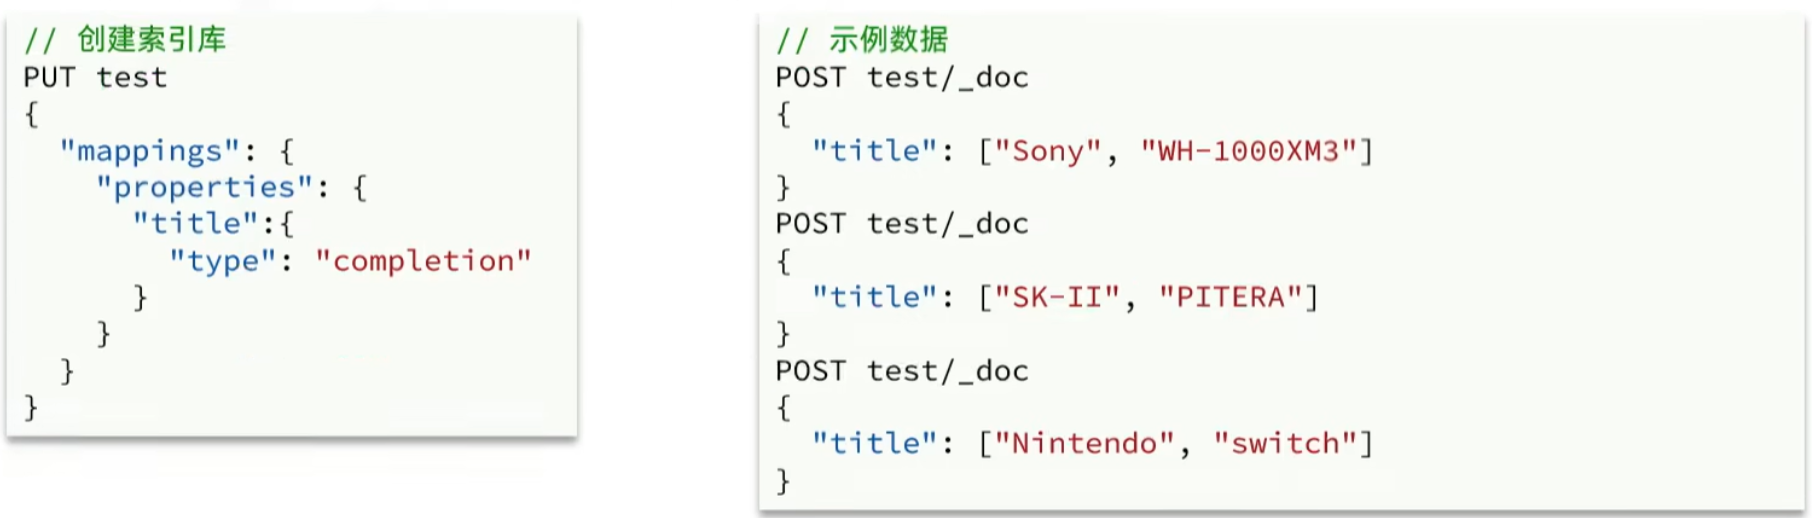 // 创建索引库
PUT test
{
  "mappings": {
    "properties": {
      "title":{
        "type": "completion"
      }
    }
  }
}
// 示例数据
POST test/_doc
{
  "title": ["Sony", "WH-1000XM3"]
}
POST test/_doc
{
  "title": ["SK-II", "PITERA"]
}
POST test/_doc
{
  "title": ["Nintendo", "switch"]
}